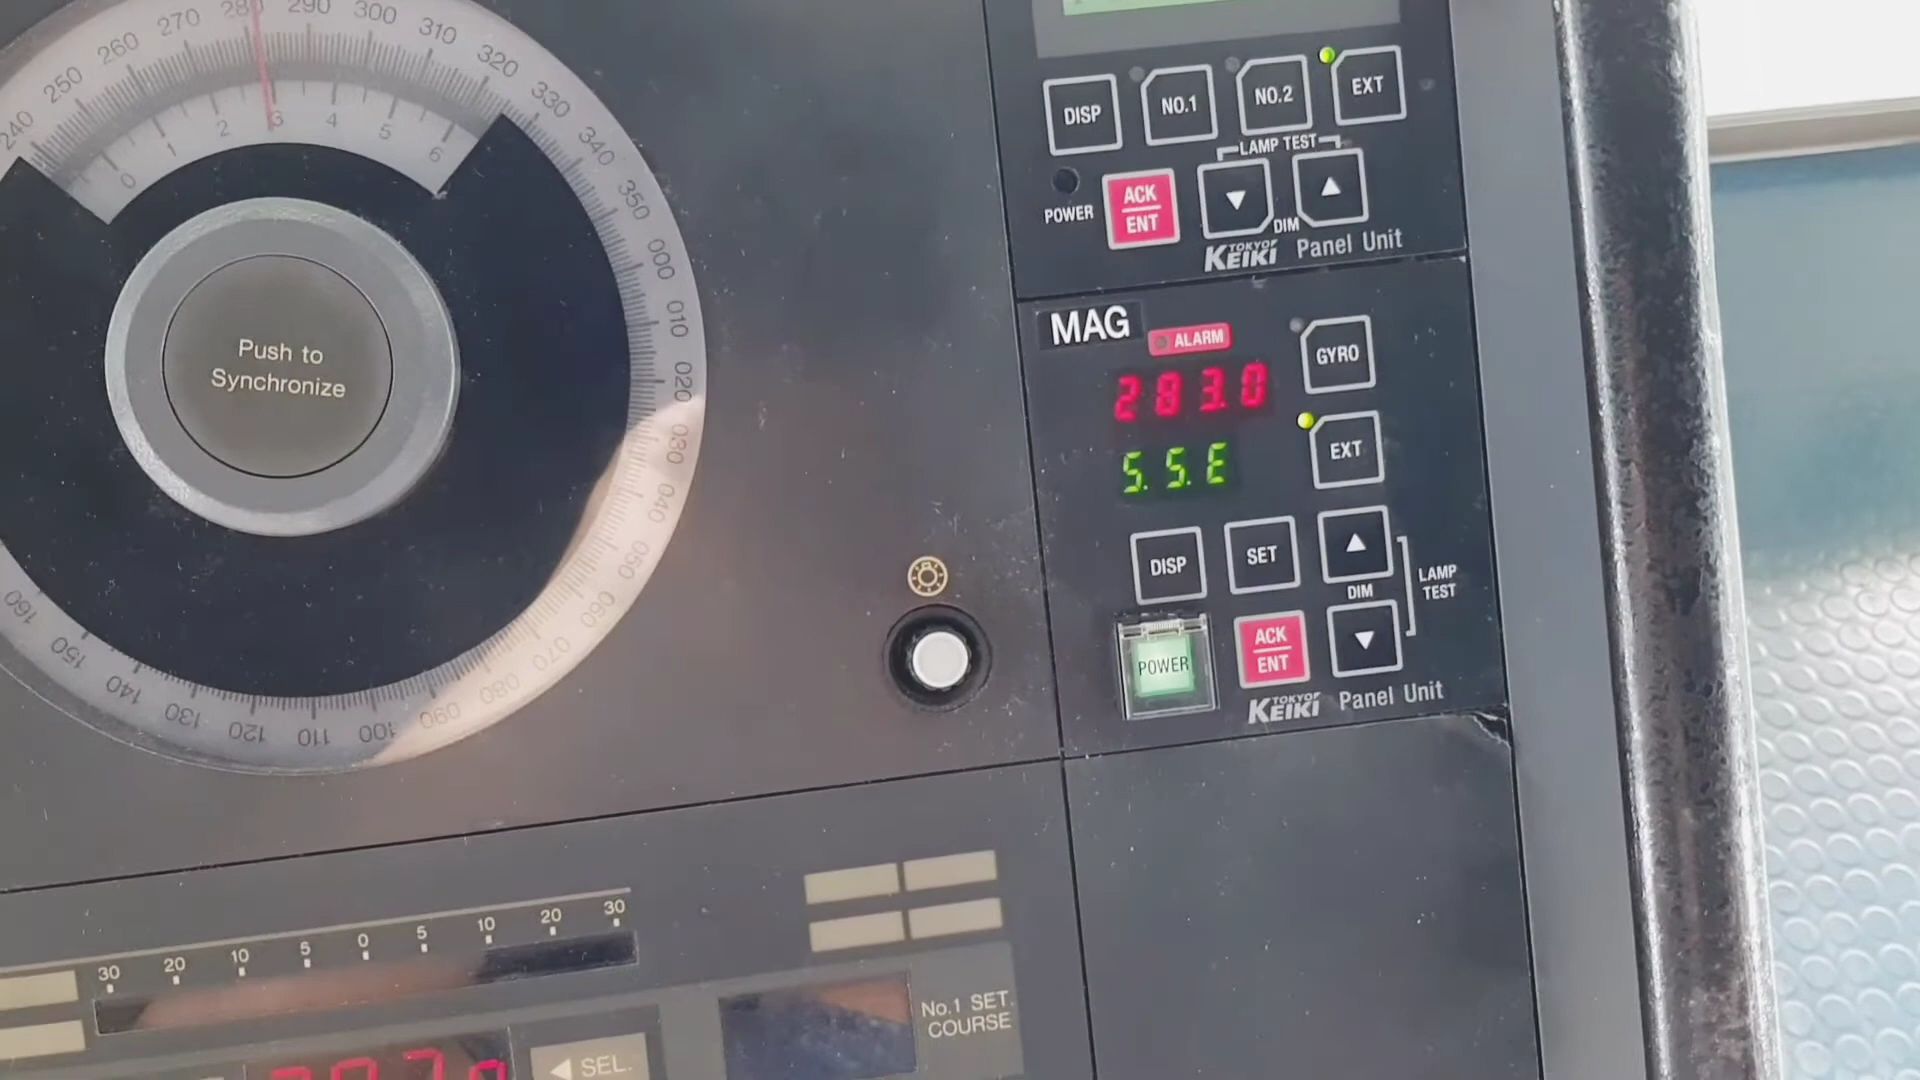 240 250 260 270 280 290 300 310 320 330 340 350 000 010 020 030 040 050 060 070 080 090 100 110 120 130 140 150 160
0 1 2 3 4 5 6
Push to
Synchronize
DISP NO.1 NO.2 EXT
LAMP TEST
POWER ACK ENT ▼ DIM ▲
TOKYO KEIKI Panel Unit
MAG ALARM
283.0 GYRO
5. 5. E EXT
DISP SET ▲
DIM LAMP
TEST
POWER ACK ENT ▼
TOKYO KEIKI Panel Unit
30 20 10 5 0 5 10 20 30
No.1 SET.
COURSE
◀ SEL.